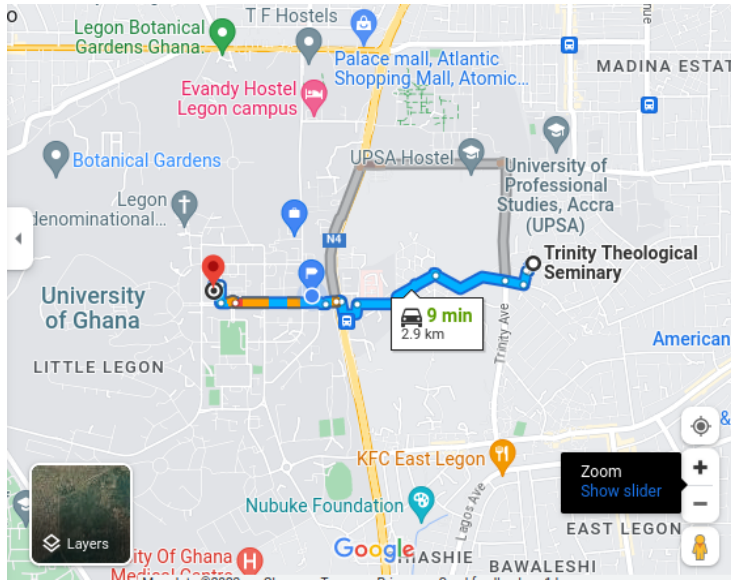 O
T F Hostels
Legon Botanical
Gardens Ghana.
Palace mall, Atlantic
Shopping Mall, Atomic...
MADINA ESTAT
Evandy Hostel
Legon campus
UPSA Hostel
University of
Professional
Studies, Accra
(UPSA)
Botanical Gardens
Legon
denominational...
N4
Trinity Theological
Seminary
University
of Ghana
9 min
2.9 km
Trinity Ave
American
LITTLE LEGON
&
KFC East Legon
Zoom
Show slider
Lagos Ave
Nubuke Foundation
EAST LEGON
Layers
ity Of Ghana
Medical Centre
Google
HIASHIE
BAWALESHI